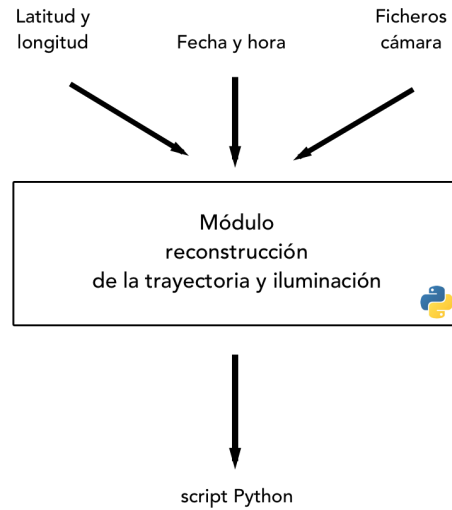 Latitud y
longitud
Fecha y hora
Ficheros
cámara
Módulo
reconstrucción
de la trayectoria y iluminación
script Python